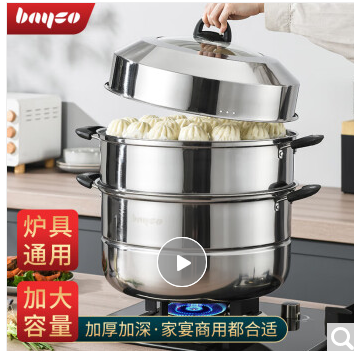 bayco
炉具
通用
加大
容量
加厚加深·家宴商用都合适